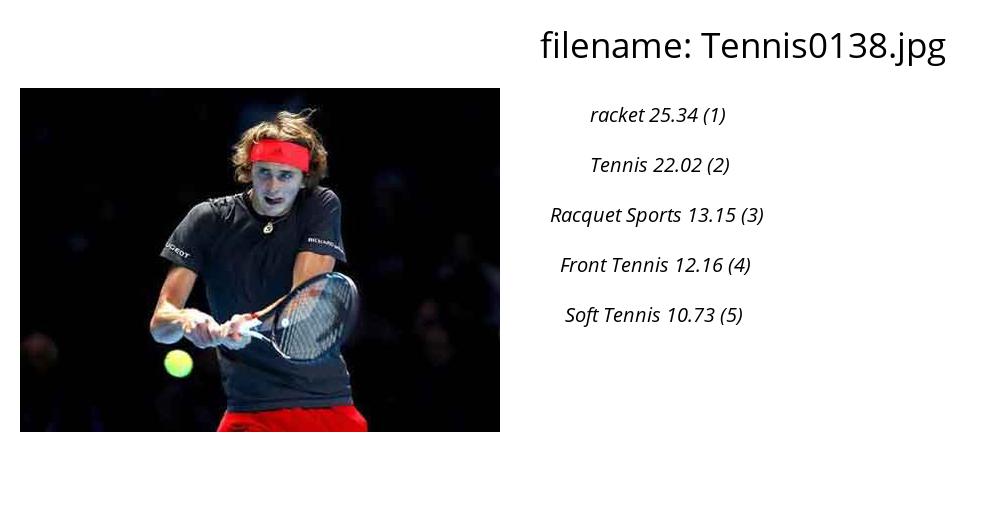 filename: Tennis0138.jpg
racket 25.34 (1)
Tennis 22.02 (2)
Racquet Sports 13.15 (3)
Front Tennis 12.16 (4)
Soft Tennis 10.73 (5)